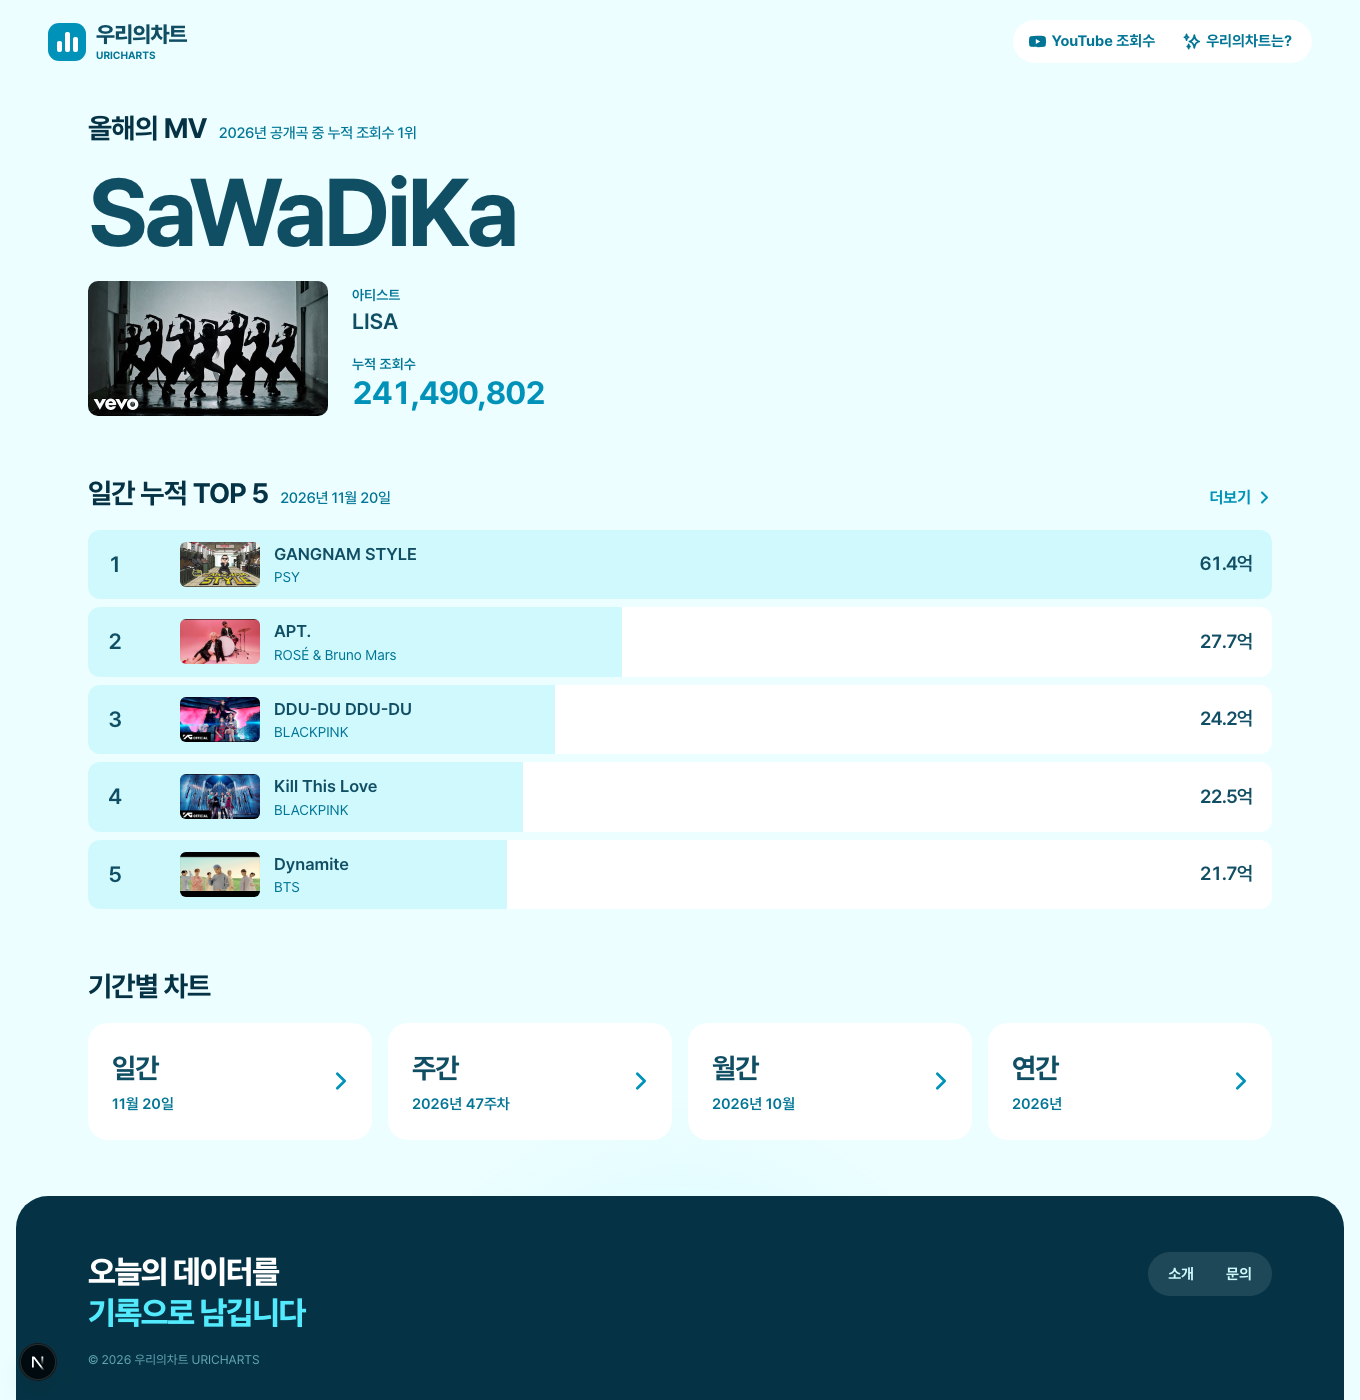 우리의차트
URICHARTS
YouTube 조회수
우리의차트는?
올해의 MV 2026년 공개곡 중 누적 조회수 1위
SaWaDiKa
vevo
아티스트
LISA
누적 조회수
241,490,802
일간 누적 TOP 5 2026년 11월 20일
더보기
1
GANGNAM STYLE
PSY
61.4억
2
APT.
ROSÉ & Bruno Mars
27.7억
3
DDU-DU DDU-DU
BLACKPINK
24.2억
4
Kill This Love
BLACKPINK
22.5억
5
Dynamite
BTS
21.7억
기간별 차트
일간
11월 20일
주간
2026년 47주차
월간
2026년 10월
연간
2026년
오늘의 데이터를
기록으로 남깁니다
소개
문의
© 2026 우리의차트 URICHARTS
N